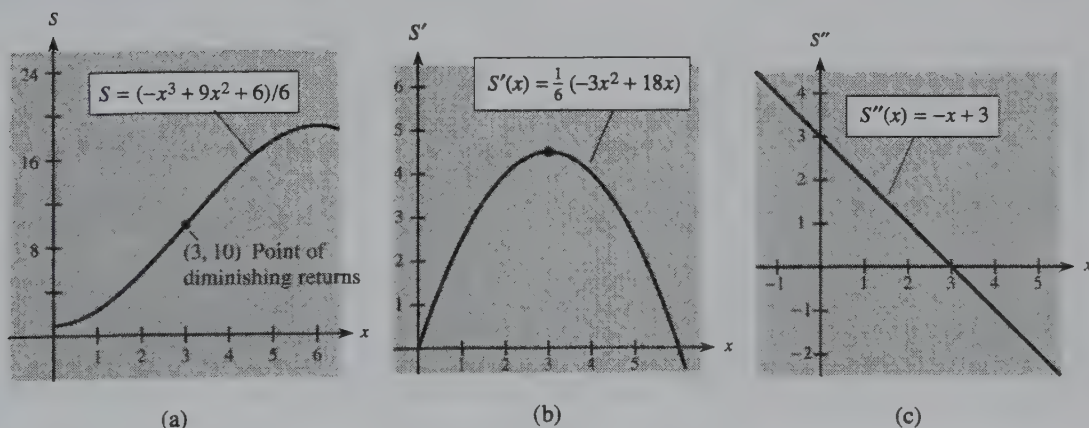 S
24
16
8
S = (−x³ + 9x² + 6)/6
(3, 10) Point of
diminishing returns
1 2 3 4 5 6
x
(a)
S′
6
5
4
3
2
1
S′(x) = 1/6 (−3x² + 18x)
1 2 3 4 5
x
(b)
S″
4
3
2
1
−1
−2
S″(x) = −x + 3
−1 1 2 3 4 5
x
(c)